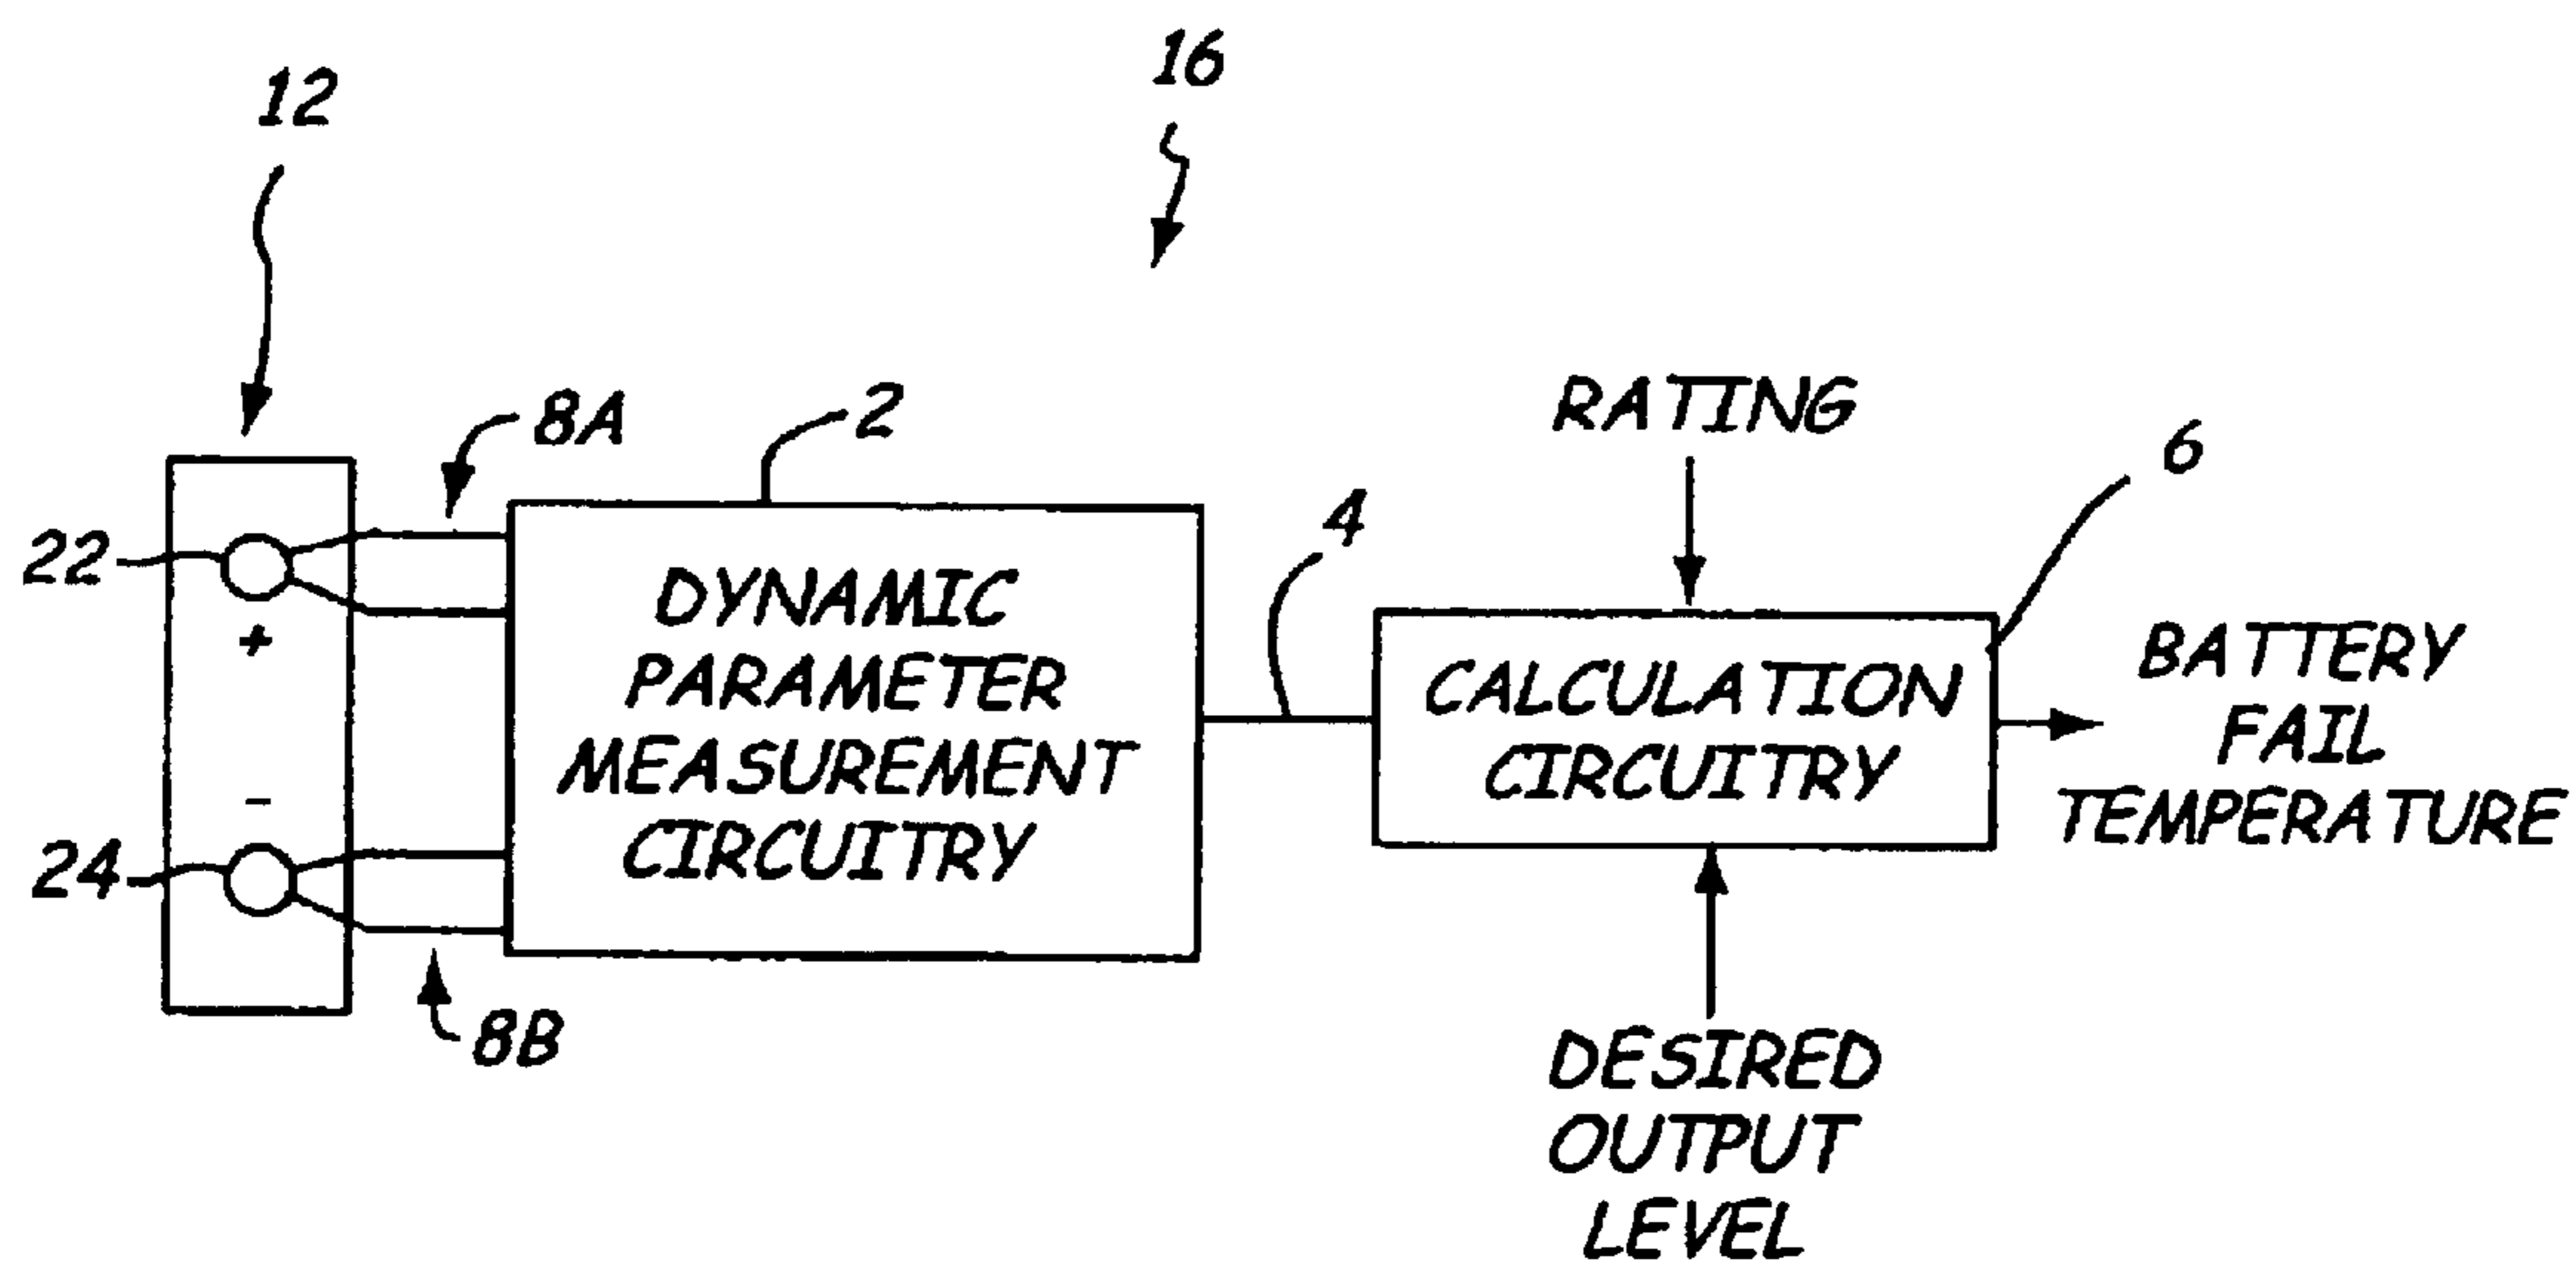 16
12
8A
2
RATING
6
4
22
+
DYNAMIC
PARAMETER
MEASUREMENT
CIRCUITRY
CALCULATION
CIRCUITRY
BATTERY
FAIL
TEMPERATURE
-
24
8B
DESIRED
OUTPUT
LEVEL